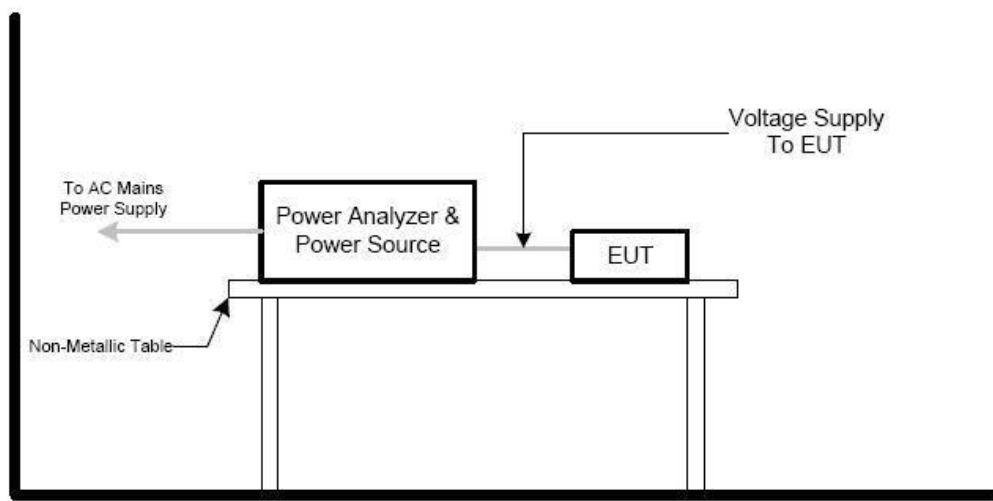 Voltage Supply
To EUT
To AC Mains
Power Supply
Power Analyzer &
Power Source
EUT
Non-Metallic Table